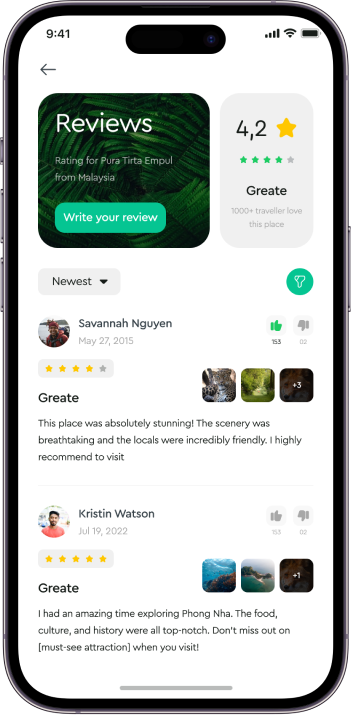 9:41
Reviews
Rating for Pura Tirta Empul
from Malaysia
Write your review
4,2
Greate
1000+ traveller love
this place
Newest
Savannah Nguyen
May 27, 2015
153
02
Greate
+3
This place was absolutely stunning! The scenery was
breathtaking and the locals were incredibly friendly. I highly
recommend to visit
Kristin Watson
Jul 19, 2022
153
02
Greate
+1
I had an amazing time exploring Phong Nha. The food,
culture, and history were all top-notch. Don't miss out on
[must-see attraction] when you visit!